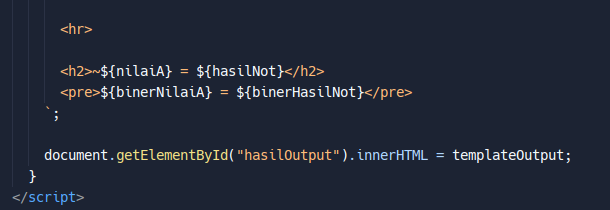 <hr>
<h2>~${nilaiA} = ${hasilNot}</h2>
<pre>${binerNilaiA} = ${binerHasilNot}</pre>
`;
document.getElementById("hasilOutput").innerHTML = templateOutput;
}
</script>